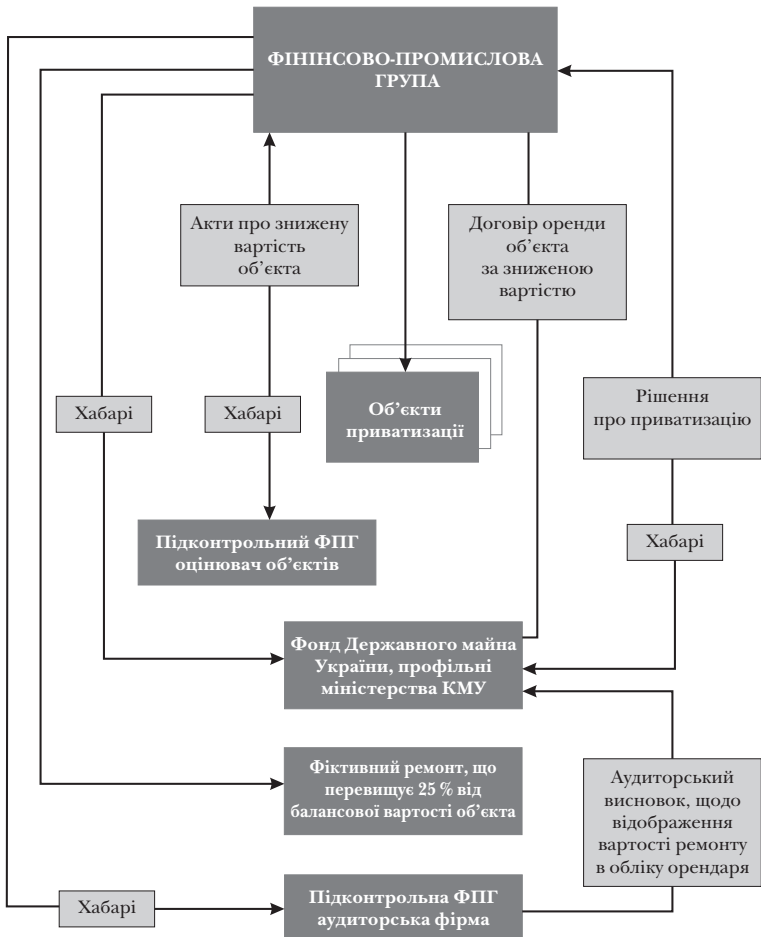 ФІНІНСОВО-ПРОМИСЛОВА
ГРУПА
Акти про знижену
вартість
об’єкта
Договір оренди
об’єкта
за зниженою
вартістю
Хабарі
Хабарі
Об’єкти
приватизації
Рішення
про приватизацію
Підконтрольний ФПГ
оцінювач об’єктів
Хабарі
Фонд Державного майна
України, профільні
міністерства КМУ
Фіктивний ремонт, що
перевищує 25 % від
балансової вартості об’єкта
Аудиторський
висновок, щодо
відображення
вартості ремонту
в обліку орендаря
Хабарі
Підконтрольна ФПГ
аудиторська фірма